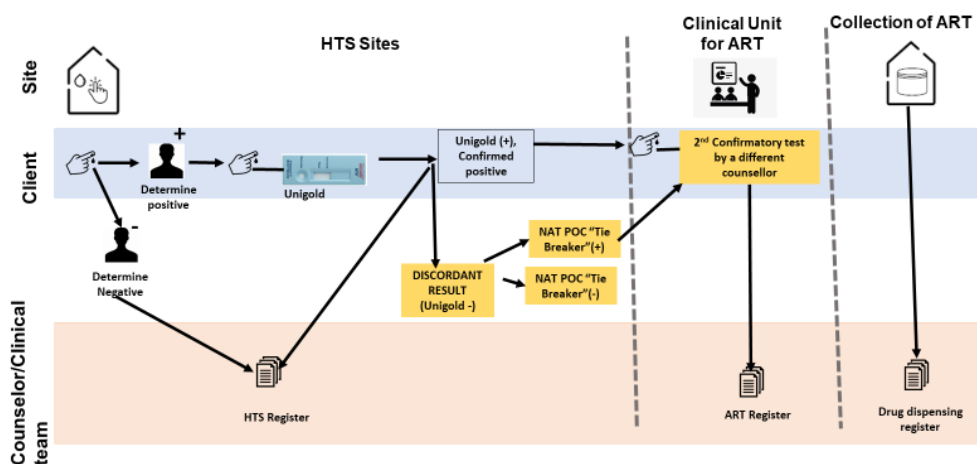 HTS Sites
Clinical Unit
for ART
Collection of ART
Site
Client
Counselor/Clinical
team
+
Determine
positive
Unigold
Unigold (+),
Confirmed
positive
2nd Confirmatory test
by a different
counsellor
-
Determine
Negative
DISCORDANT
RESULT
(Unigold -)
NAT POC “Tie
Breaker”(+)
NAT POC “Tie
Breaker”(-)
HTS Register
ART Register
Drug dispensing
register